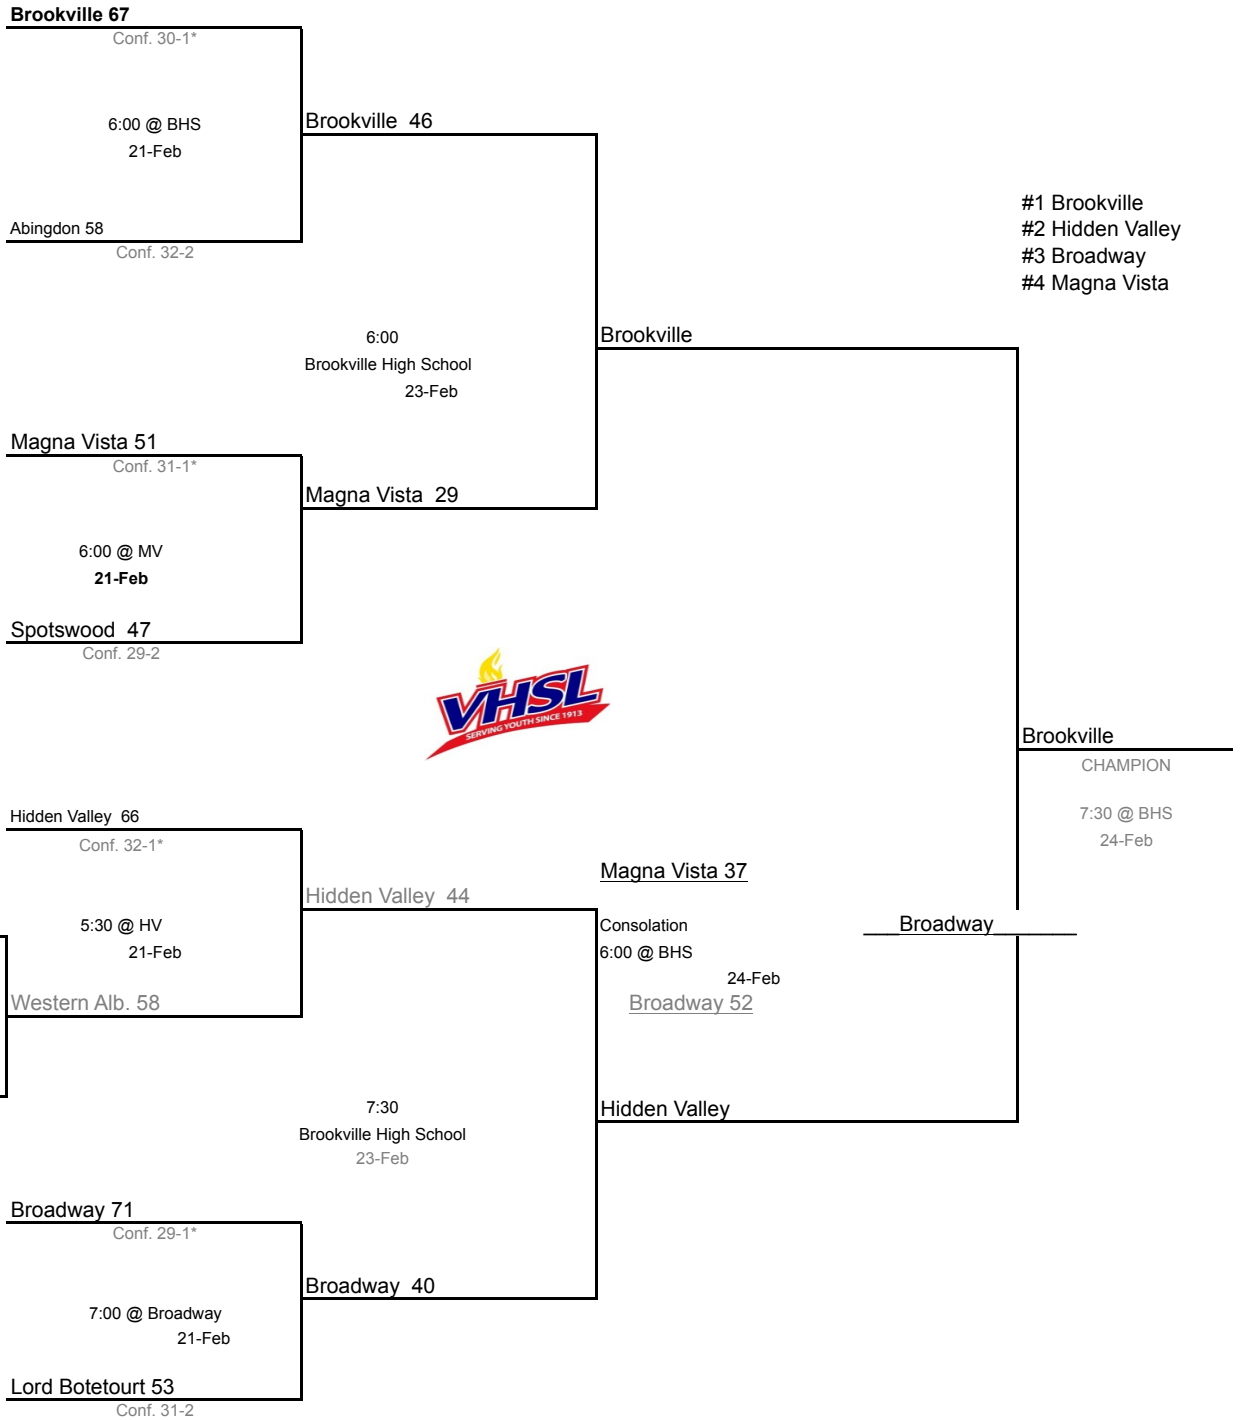 Brookville 67
Conf. 30-1*
6:00 @ BHS
21-Feb
Brookville 46
Abingdon 58
Conf. 32-2
#1 Brookville
#2 Hidden Valley
#3 Broadway
#4 Magna Vista
6:00
Brookville High School
23-Feb
Brookville
Magna Vista 51
Conf. 31-1*
Magna Vista 29
6:00 @ MV
21-Feb
Spotswood 47
Conf. 29-2
VHSL
SERVING YOUTH SINCE 1913
Brookville
CHAMPION
7:30 @ BHS
24-Feb
Hidden Valley 66
Conf. 32-1*
Hidden Valley 44
5:30 @ HV
21-Feb
Western Alb. 58
Magna Vista 37
Consolation
6:00 @ BHS
24-Feb
Broadway 52
___Broadway_______
7:30
Brookville High School
23-Feb
Hidden Valley
Broadway 71
Conf. 29-1*
Broadway 40
7:00 @ Broadway
21-Feb
Lord Botetourt 53
Conf. 31-2